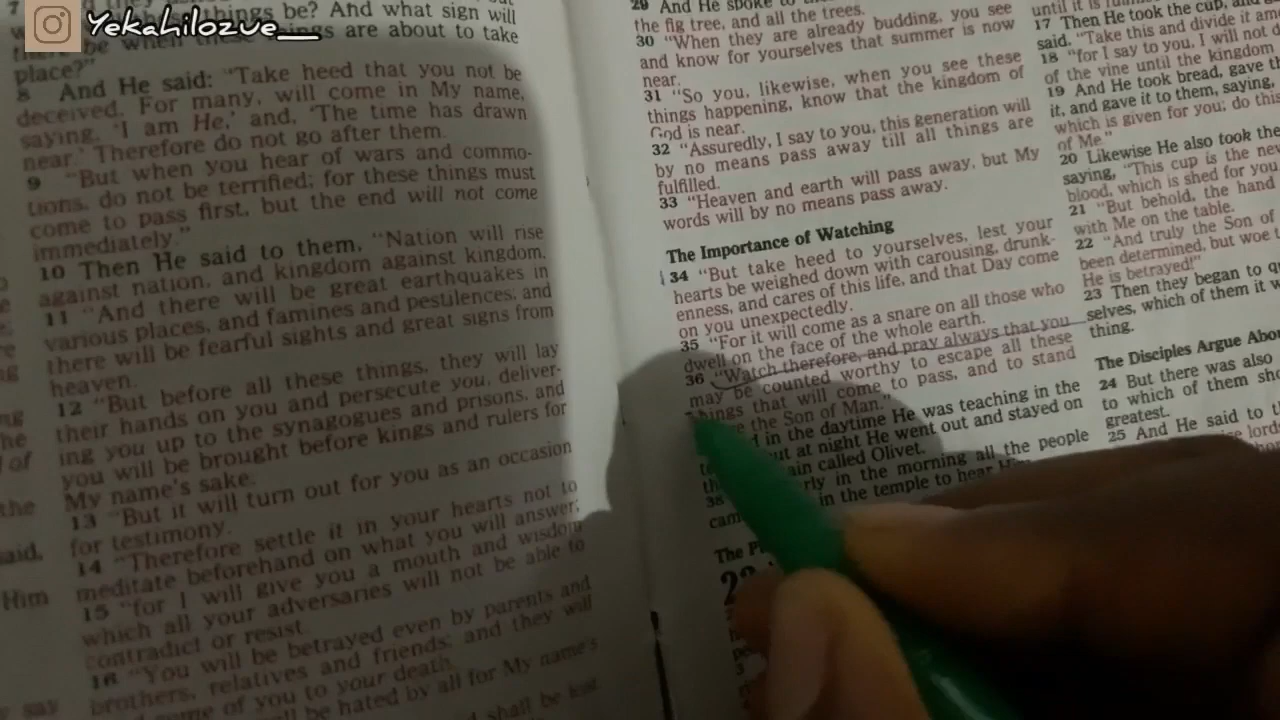 Yekahilozue__
7
things be? And what sign will
be when these things are about to take
place?"
8 And He said: "Take heed that you not be
deceived. For many, will come in My name,
saying, 'I am He,' and, 'The time has drawn
near.' Therefore do not go after them.
9 "But when you hear of wars and commo-
tions, do not be terrified; for these things must
come to pass first, but the end will not come
immediately."
10 Then He said to them, "Nation will rise
against nation, and kingdom against kingdom.
11 "And there will be great earthquakes in
various places, and famines and pestilences; and
there will be fearful sights and great signs from
heaven.
12 "But before all these things, they will lay
their hands on you and persecute you, deliver-
ing you up to the synagogues and prisons, and
you will be brought before kings and rulers for
My name's sake.
13 "But it will turn out for you as an occasion
for testimony.
14 "Therefore settle it in your hearts not to
meditate beforehand on what you will answer;
15 "for I will give you a mouth and wisdom
which all your adversaries will not be able to
contradict or resist.
16 "You will be betrayed even by parents and
brothers, relatives and friends; and they will
some of you to your death.
be hated by all for My name's
shall be lost
the
of
the
said,
Him
say
29 And He spoke to
the fig tree, and all the trees.
30 "When they are already budding, you see
and know for yourselves that summer is now
near.
31 "So you, likewise, when you see these
things happening, know that the kingdom of
God is near.
32 "Assuredly, I say to you, this generation will
by no means pass away till all things are
fulfilled.
33 "Heaven and earth will pass away, but My
words will by no means pass away.
The Importance of Watching
34 "But take heed to yourselves, lest your
hearts be weighed down with carousing, drunk-
enness, and cares of this life, and that Day come
on you unexpectedly.
35 "For it will come as a snare on all those who
dwell on the face of the whole earth.
36 "Watch therefore, and pray always that you
may be counted worthy to escape all these
things that will come to pass, and to stand
the Son of Man."
in the daytime He was teaching in the
but at night He went out and stayed on
called Olivet.
38 in the morning all the people
in the temple to hear Him
The
until it is
17 Then He took the cup, and
said, "Take this and divide it
18 "for I say to you, I will not
of the vine until the kingdom
19 And He took bread, gave
it, and gave it to them, saying,
which is given for you; do this
of Me"
20 Likewise He also took the
saying, "This cup is the new
blood, which is shed for you
21 "But behold, the hand
with Me on the table.
22 "And truly the Son of
been determined, but woe
He is betrayed!"
23 Then they began to
selves, which of them it
thing.
The Disciples Argue
24 But there was also
to which of them
greatest.
25 And He said to
lords